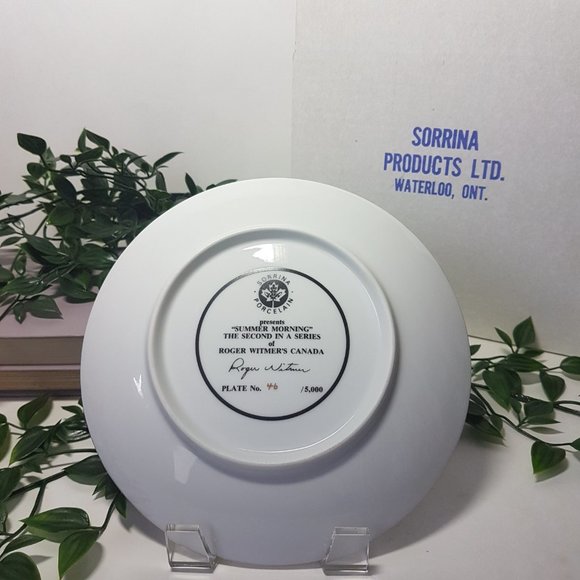 SORRINA
PRODUCTS LTD.
WATERLOO, ONT.
SORRINA
PORCELAIN
presents
"SUMMER MORNING"
THE SECOND IN A SERIES
of
ROGER WITMER'S CANADA
Roger Witmer
PLATE No. 46 /5,000